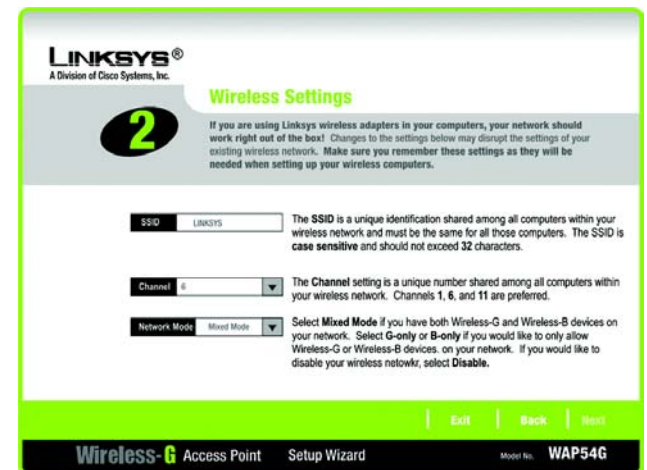 LINKSYS®
A Division of Cisco Systems, Inc.
Wireless Settings
2
If you are using Linksys wireless adapters in your computers, your network should
work right out of the box! Changes to the settings below may disrupt the settings of your
existing wireless network. Make sure you remember these settings as they will be
needed when setting up your wireless computers.
SSID LINKSYS
The SSID is a unique identification shared among all computers within your
wireless network and must be the same for all those computers. The SSID is
case sensitive and should not exceed 32 characters.
Channel 6
The Channel setting is a unique number shared among all computers within
your wireless network. Channels 1, 6, and 11 are preferred.
Network Mode Mixed Mode
Select Mixed Mode if you have both Wireless-G and Wireless-B devices on
your network. Select G-only or B-only if you would like to only allow
Wireless-G or Wireless-B devices. on your network. If you would like to
disable your wireless netowkr, select Disable.
Exit Back Next
Wireless-G Access Point Setup Wizard Model No. WAP54G